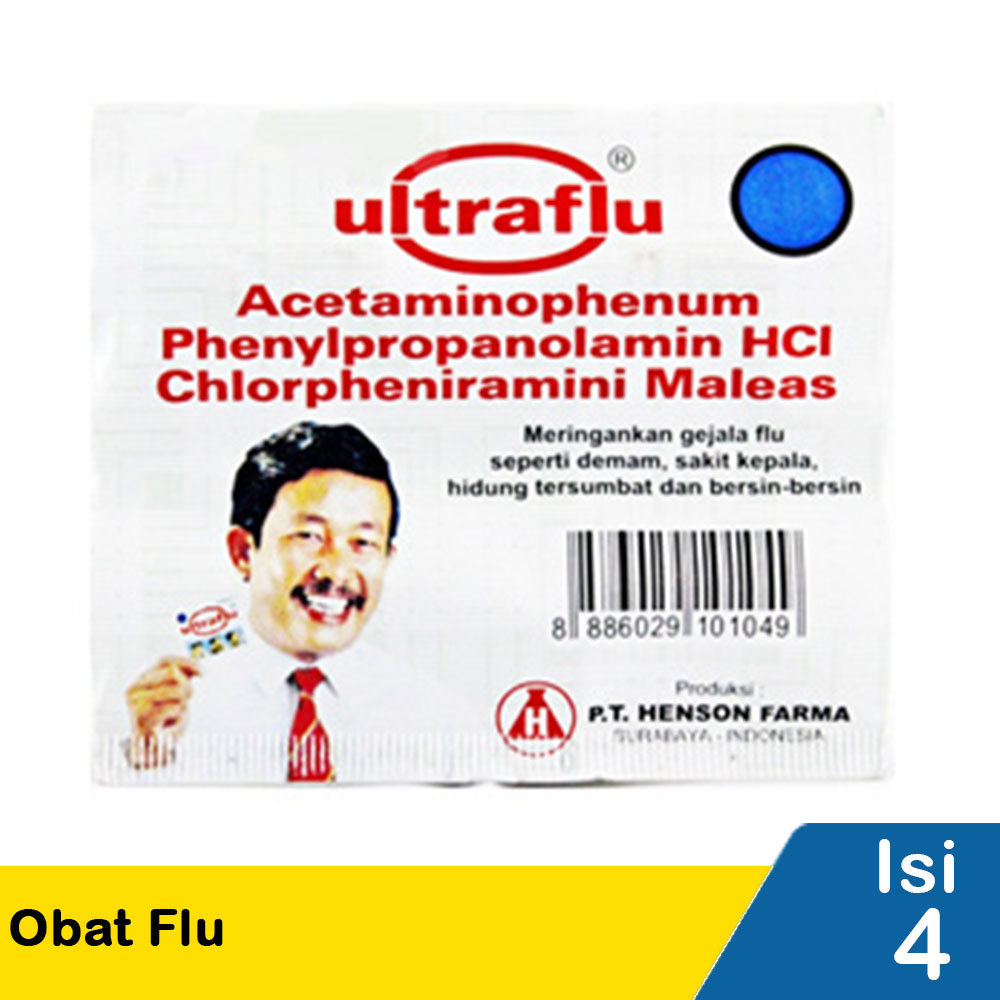 ultraflu ®
Acetaminophenum
Phenylpropanolamin HCl
Chlorpheniramini Maleas
Meringankan gejala flu
seperti demam, sakit kepala,
hidung tersumbat dan bersin-bersin
ultraflu
8 886029 101049
Produksi :
H
P.T. HENSON FARMA
SURABAYA - INDONESIA
Isi
4
Obat Flu